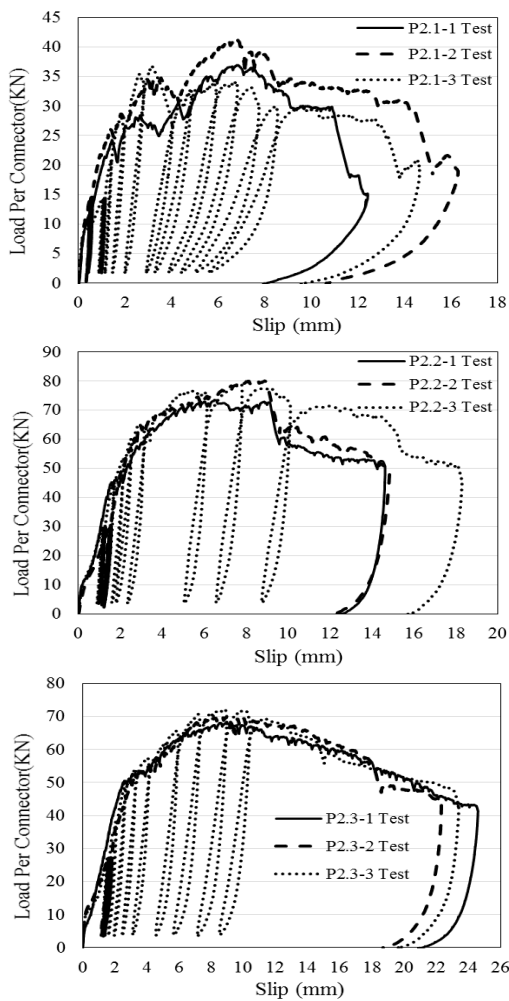 P2.1-1 Test
P2.1-2 Test
P2.1-3 Test
Load Per Connector(KN)
45
40
35
30
25
20
15
10
5
0
0 2 4 6 8 10 12 14 16 18
Slip (mm)
P2.2-1 Test
P2.2-2 Test
P2.2-3 Test
Load Per Connector(KN)
90
80
70
60
50
40
30
20
10
0
0 2 4 6 8 10 12 14 16 18 20
Slip (mm)
Load Per Connector(KN)
80
70
60
50
40
30
20
10
0
P2.3-1 Test
P2.3-2 Test
P2.3-3 Test
0 2 4 6 8 10 12 14 16 18 20 22 24 26
Slip (mm)